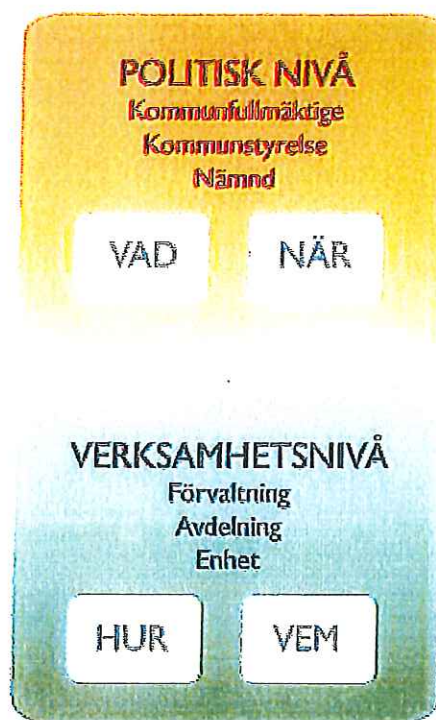 POLITISK NIVÅ
Kommunfullmäktige
Kommunstyrelse
Nämnd
VAD NÄR
VERKSAMHETSNIVÅ
Förvaltning
Avdelning
Enhet
HUR VEM